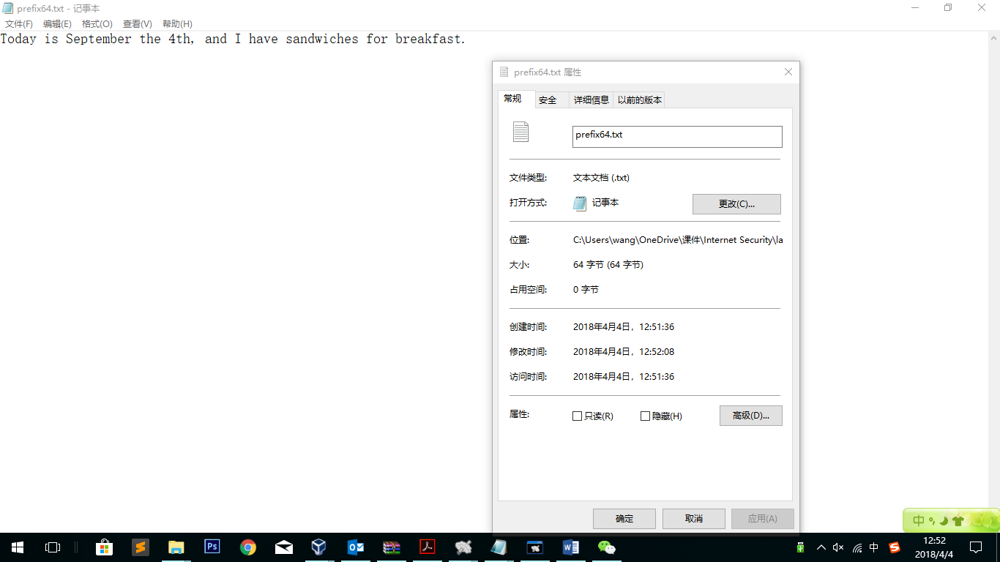 prefix64.txt - 记事本
文件(F) 编辑(E) 格式(O) 查看(V) 帮助(H)
Today is September the 4th, and I have sandwiches for breakfast.
prefix64.txt 属性
常规 安全 详细信息 以前的版本
prefix64.txt
文件类型: 文本文档 (.txt)
打开方式: 记事本 更改(C)...
位置: C:\Users\wang\OneDrive\课件\Internet Security\la
大小: 64 字节 (64 字节)
占用空间: 0 字节
创建时间: 2018年4月4日，12:51:36
修改时间: 2018年4月4日，12:52:08
访问时间: 2018年4月4日，12:51:36
属性: 只读(R) 隐藏(H) 高级(D)...
确定 取消 应用(A)
中
Ps
中
12:52
2018/4/4